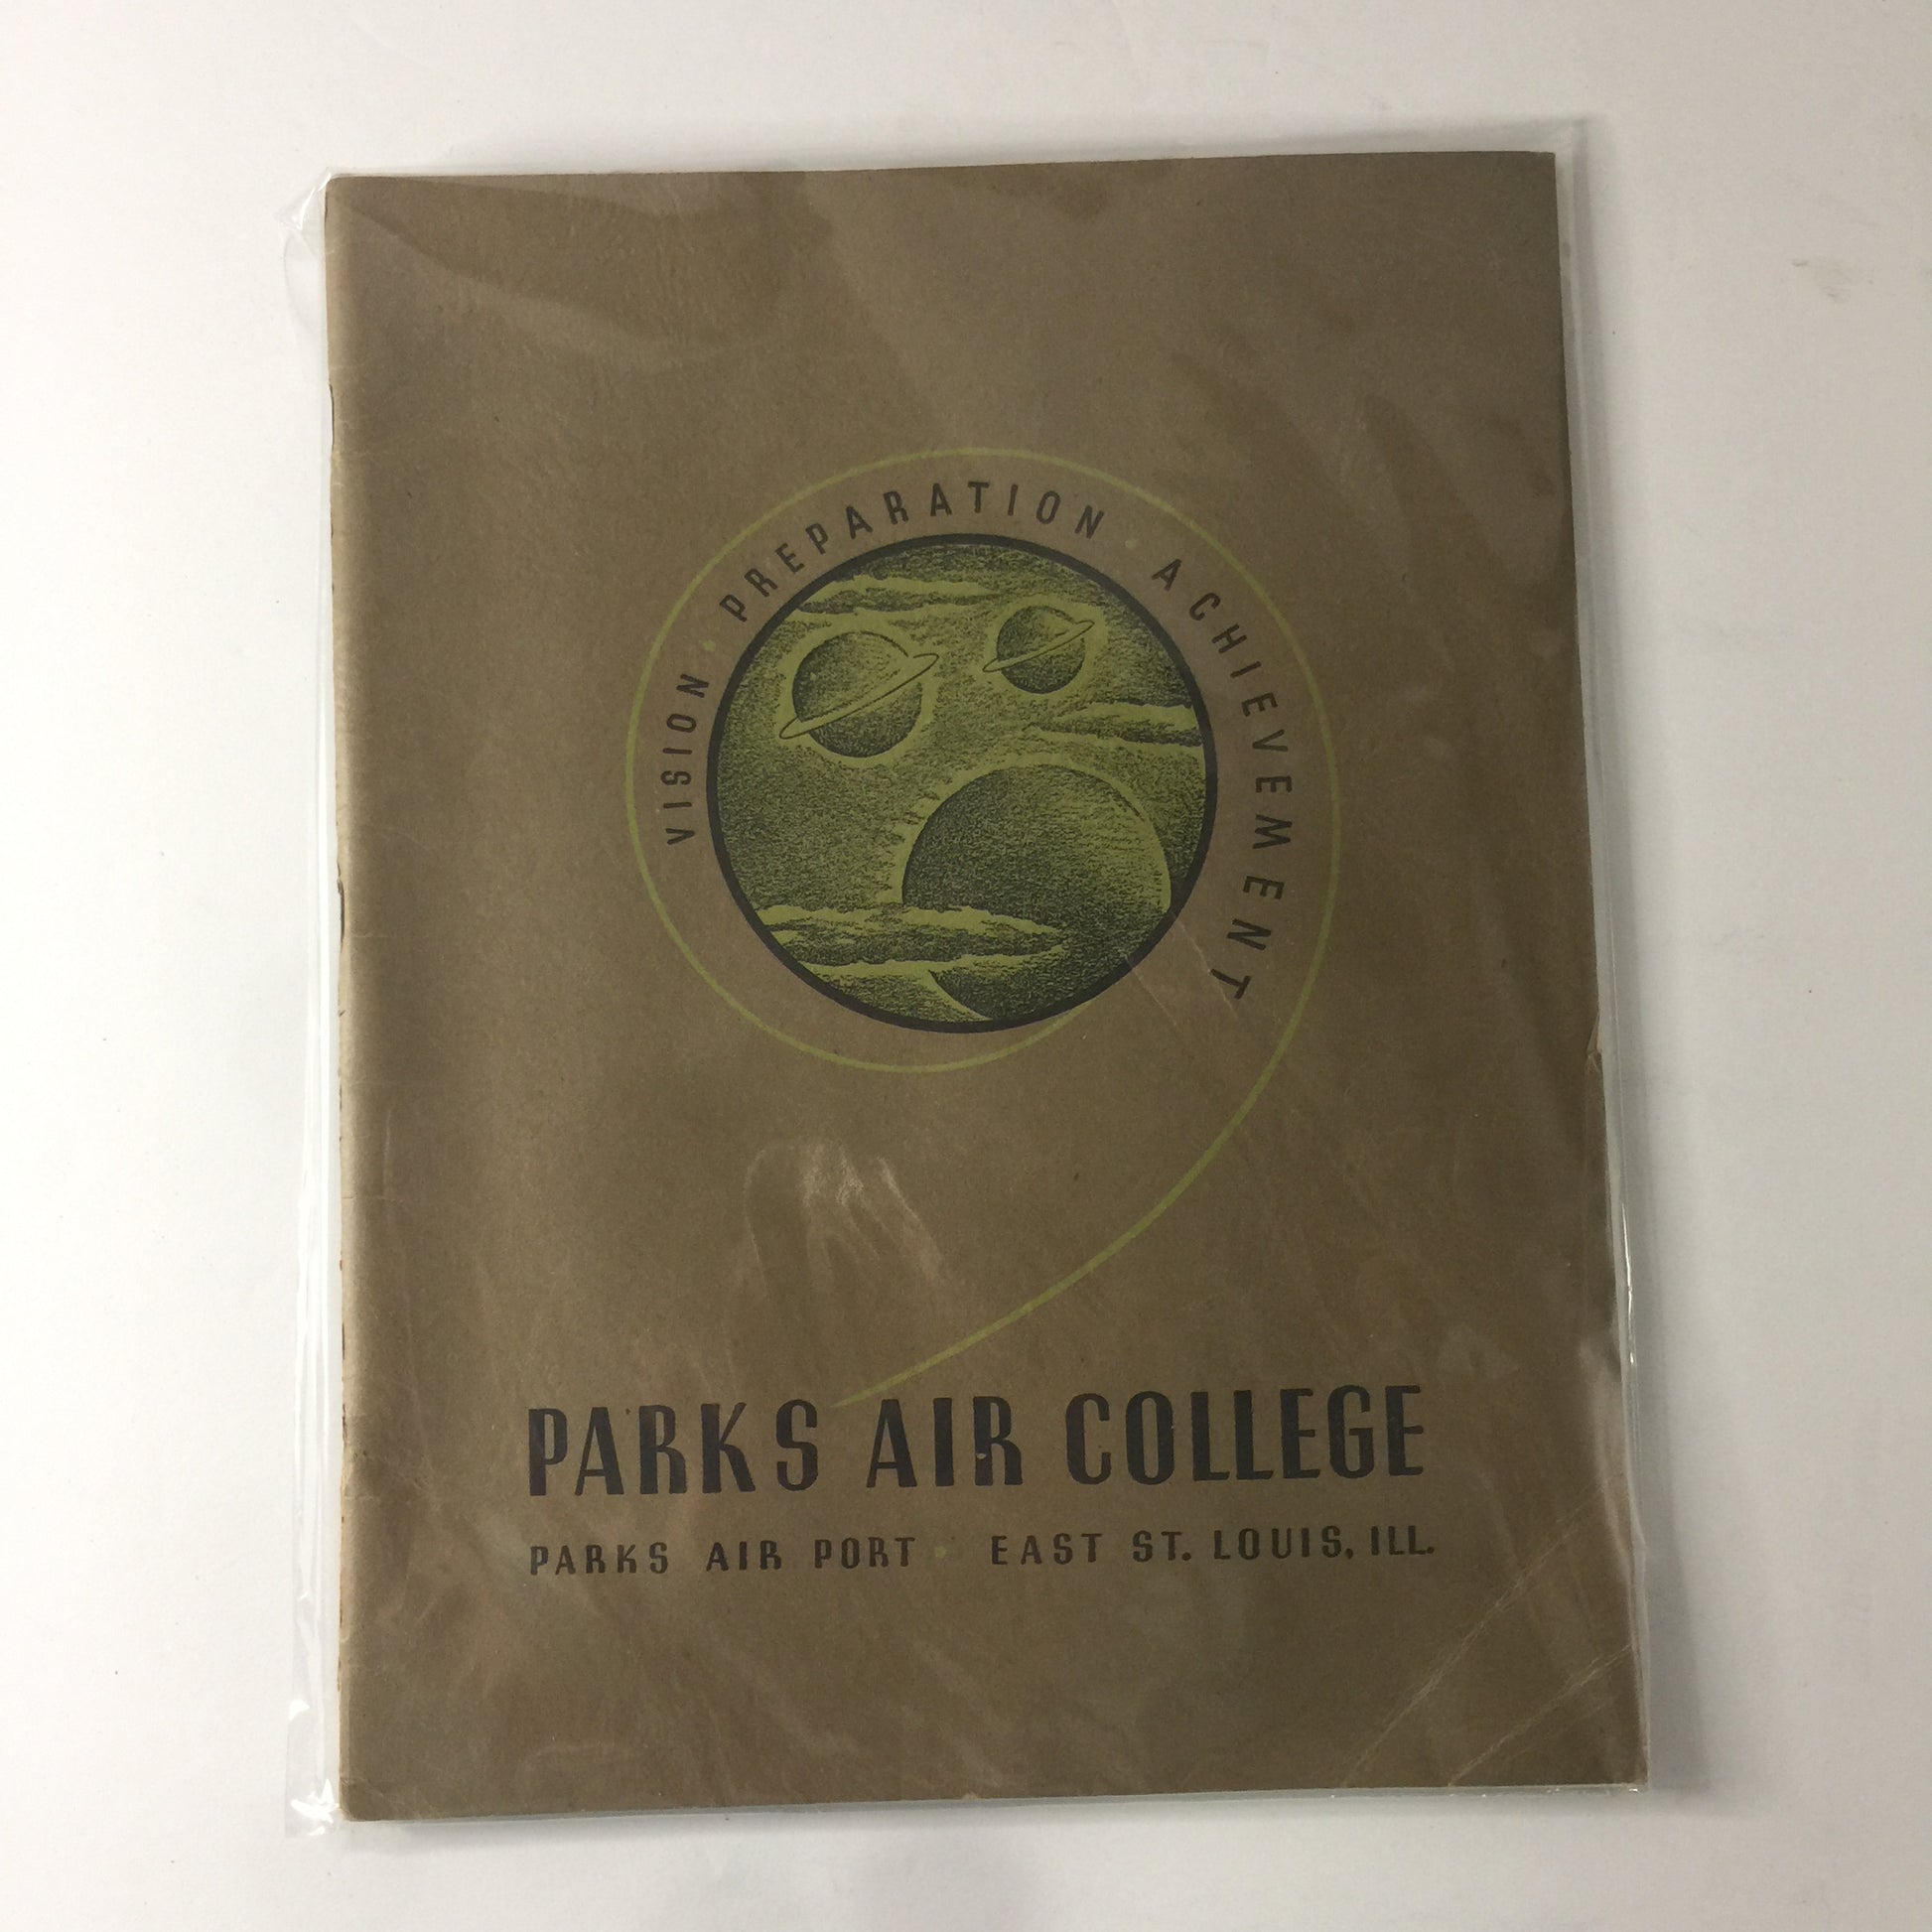 VISION · PREPARATION · ACHIEVEMENT
PARKS AIR COLLEGE
PARKS AIR PORT · EAST ST. LOUIS, ILL.